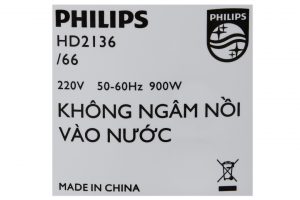 PHILIPS
PHILIPS
HD2136
/66
220V 50-60Hz 900W
KHÔNG NGÂM NỒI
VÀO NƯỚC
MADE IN CHINA